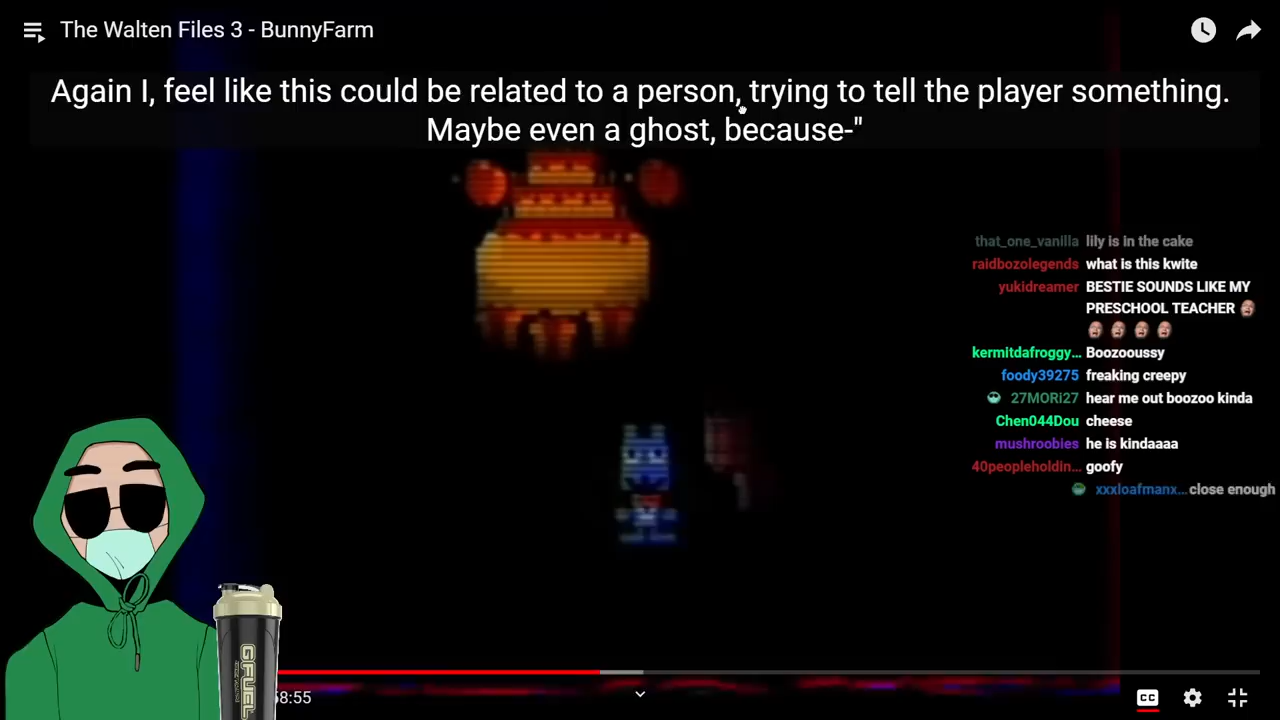 The Walten Files 3 - BunnyFarm
Again I, feel like this could be related to a person, trying to tell the player something.
Maybe even a ghost, because-"
that_one_vanilla lily is in the cake
raidbozolegends what is this kwite
yukidreamer BESTIE SOUNDS LIKE MY
PRESCHOOL TEACHER
kermitdafroggy… Boozooussy
foody39275 freaking creepy
27MORi27 hear me out boozoo kinda
Chen044Dou cheese
mushroobies he is kindaaaa
40peopleholdin… goofy
xxxloafmanx… close enough
GFUEL
8:55
CC